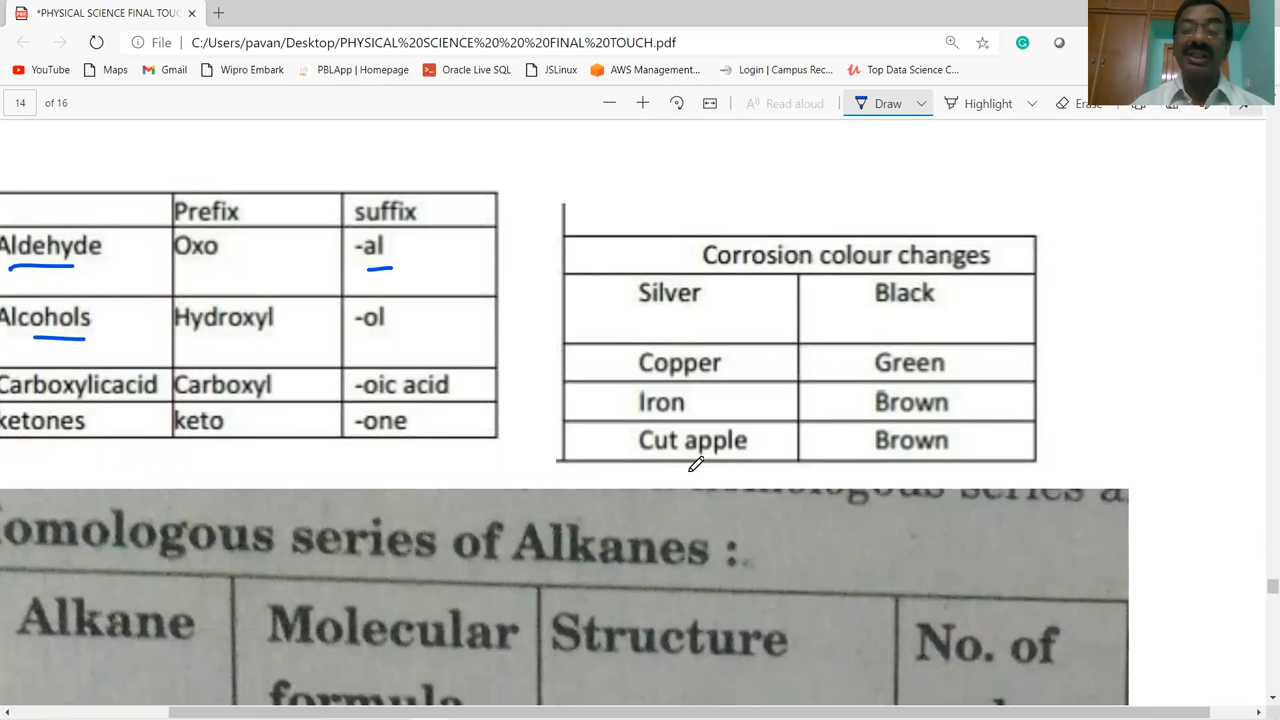 *PHYSICAL SCIENCE FINAL TOUC
File C:/Users/pavan/Desktop/PHYSICAL%20SCIENCE%20%20%20FINAL%20TOUCH.pdf
YouTube Maps Gmail Wipro Embark PBLApp | Homepage Oracle Live SQL JSLinux AWS Management... Login | Campus Rec... Top Data Science C...
14 of 16 Read aloud Draw Highlight Erase
Prefix suffix
Aldehyde Oxo -al
Alcohols Hydroxyl -ol
Carboxylicacid Carboxyl -oic acid
ketones keto -one
Corrosion colour changes
Silver Black
Copper Green
Iron Brown
Cut apple Brown
homologous series a
omologous series of Alkanes :
Alkane Molecular Structure No. of
formula